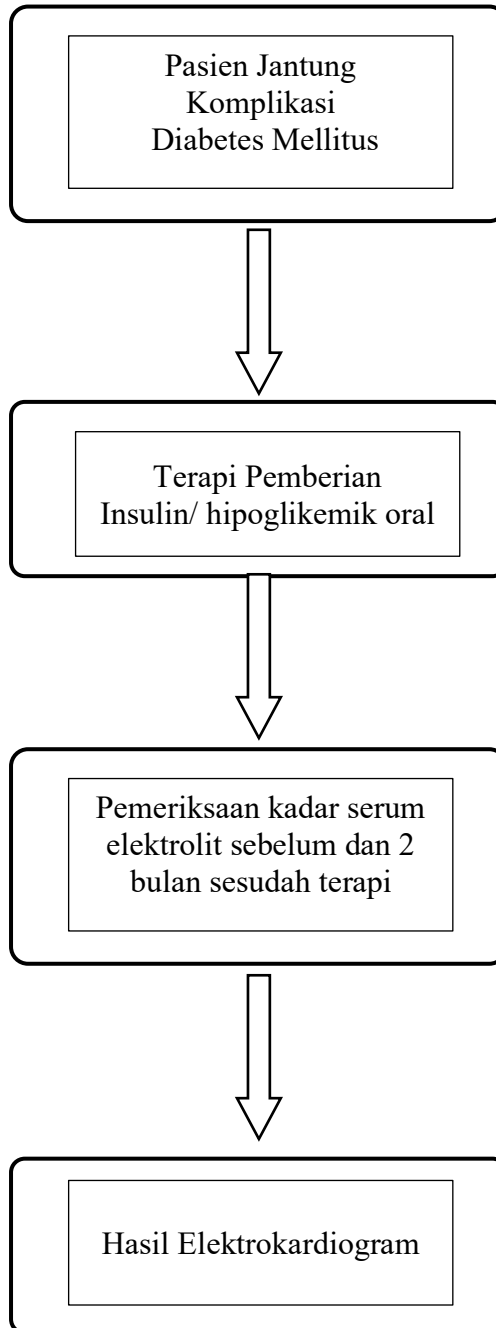 Pasien Jantung
Komplikasi
Diabetes Mellitus
Terapi Pemberian
Insulin/ hipoglikemik oral
Pemeriksaan kadar serum
elektrolit sebelum dan 2
bulan sesudah terapi
Hasil Elektrokardiogram